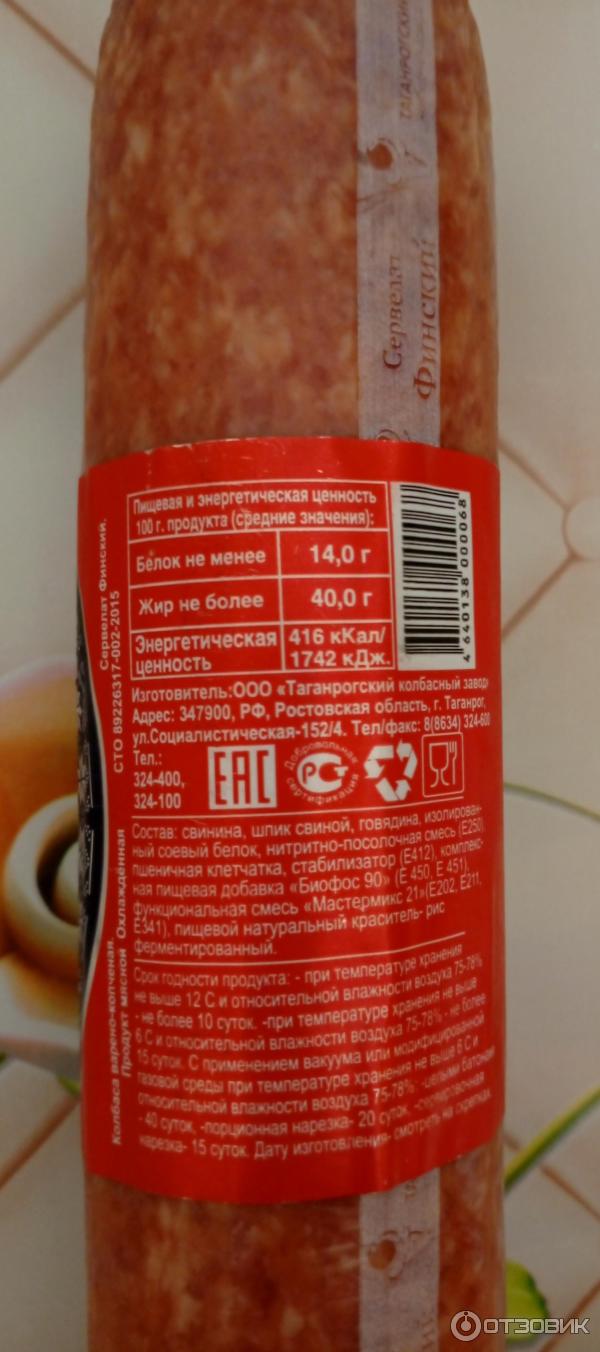 ТАГАНРОГСКИЙ
Сервелат
Финский
Пищевая и энергетическая ценность
100 г. продукта (средние значения):
Белок не менее 14,0 г
Жир не более 40,0 г
Энергетическая ценность 416 кКал/
1742 кДж.
4 640138 000068
Изготовитель:ООО «Таганрогский колбасный завод»
Адрес: 347900, РФ, Ростовская область, г. Таганрог,
ул.Социалистическая-152/4. Тел/факс: 8(8634) 324-600
Тел.:
324-400,
324-100
ЕАС
Добровольная
РСТ
сертификация
Состав: свинина, шпик свиной, говядина, изолирован-
ный соевый белок, нитритно-посолочная смесь (Е250),
пшеничная клетчатка, стабилизатор (Е412), комплекс-
ная пищевая добавка «Биофос 90» (Е 450, Е 451),
функциональная смесь «Мастермикс 21»(Е202, Е211,
Е341), пищевой натуральный краситель- рис
ферментированный.
Срок годности продукта: - при температуре хранения
не выше 12 С и относительной влажности воздуха 75-78%
- не более 10 суток. -при температуре хранения не выше
6 С и относительной влажности воздуха 75-78% - не более
15 суток. С применением вакуума или модифицированной
газовой среды при температуре хранения не выше 6 С и
относительной влажности воздуха 75-78%: -целыми батонами
- 40 суток, -порционная нарезка- 20 суток, -сервировочная
нарезка- 15 суток. Дату изготовления- смотреть на скрепках.
Сервелат Финский.
СТО 89226317-002-2015
Колбаса варено-копченая.
Продукт мясной Охлаждённая
ОТЗОВИК